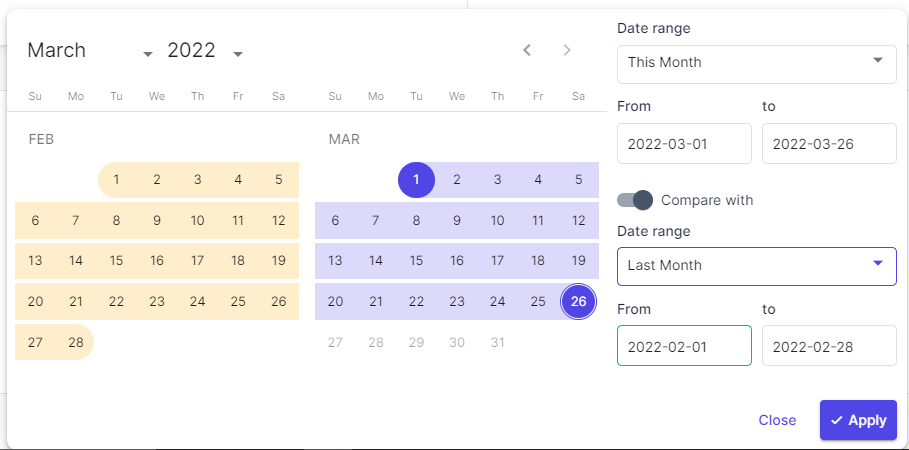 March 2022
Su Mo Tu We Th Fr Sa
FEB
1 2 3 4 5
6 7 8 9 10 11 12
13 14 15 16 17 18 19
20 21 22 23 24 25 26
27 28
Su Mo Tu We Th Fr Sa
MAR
1 2 3 4 5
6 7 8 9 10 11 12
13 14 15 16 17 18 19
20 21 22 23 24 25 26
27 28 29 30 31
Date range
This Month
From to
2022-03-01 2022-03-26
Compare with
Date range
Last Month
From to
2022-02-01 2022-02-28
Close Apply